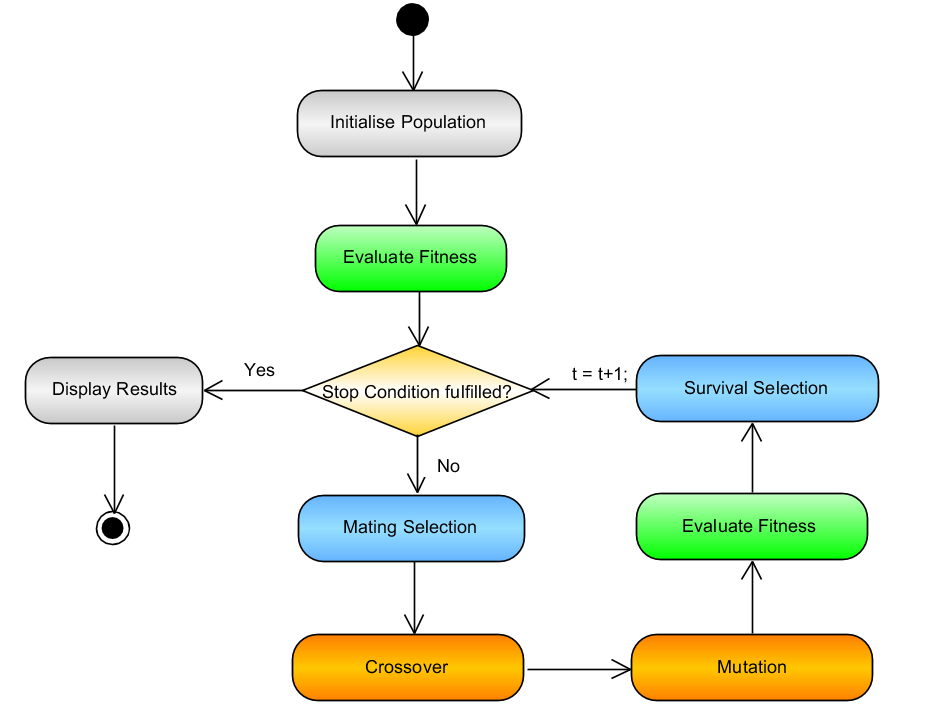 Initialise Population
Evaluate Fitness
Yes
t = t+1;
Display Results
Stop Condition fulfilled?
Survival Selection
No
Mating Selection
Evaluate Fitness
Crossover
Mutation